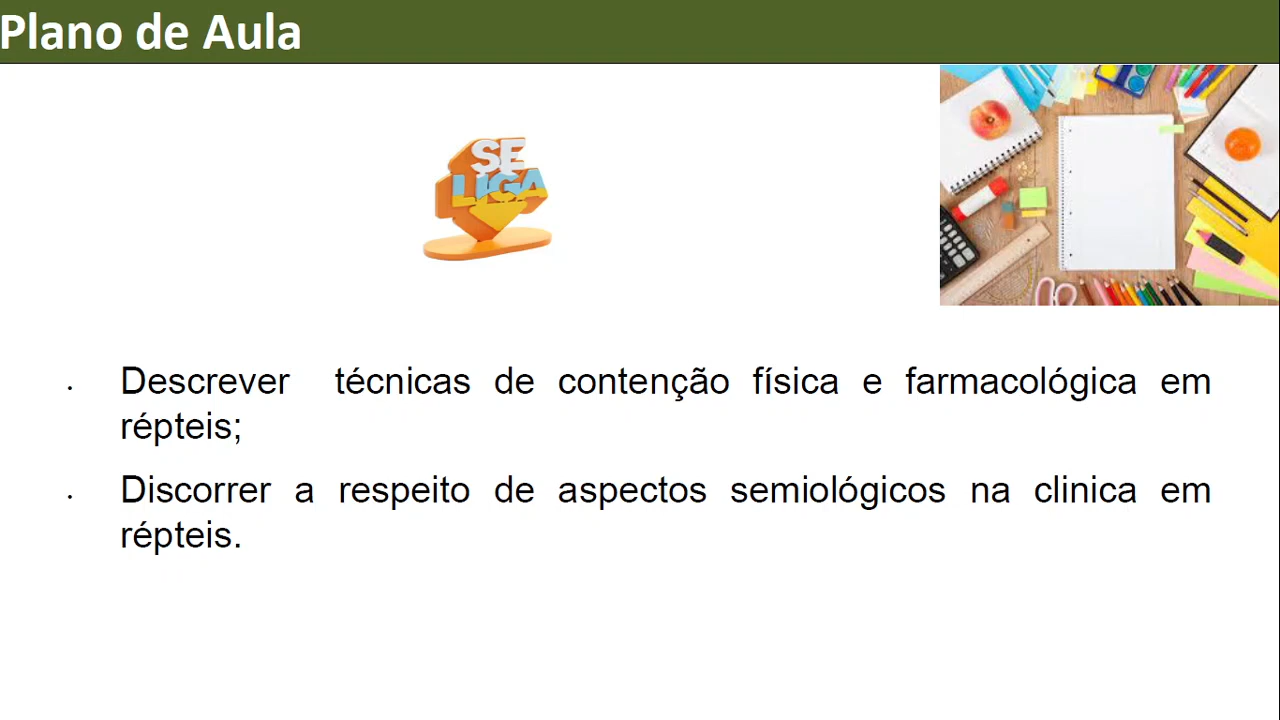 Plano de Aula
SE
LIGA
Descrever técnicas de contenção física e farmacológica em
répteis;
Discorrer a respeito de aspectos semiológicos na clinica em
répteis.